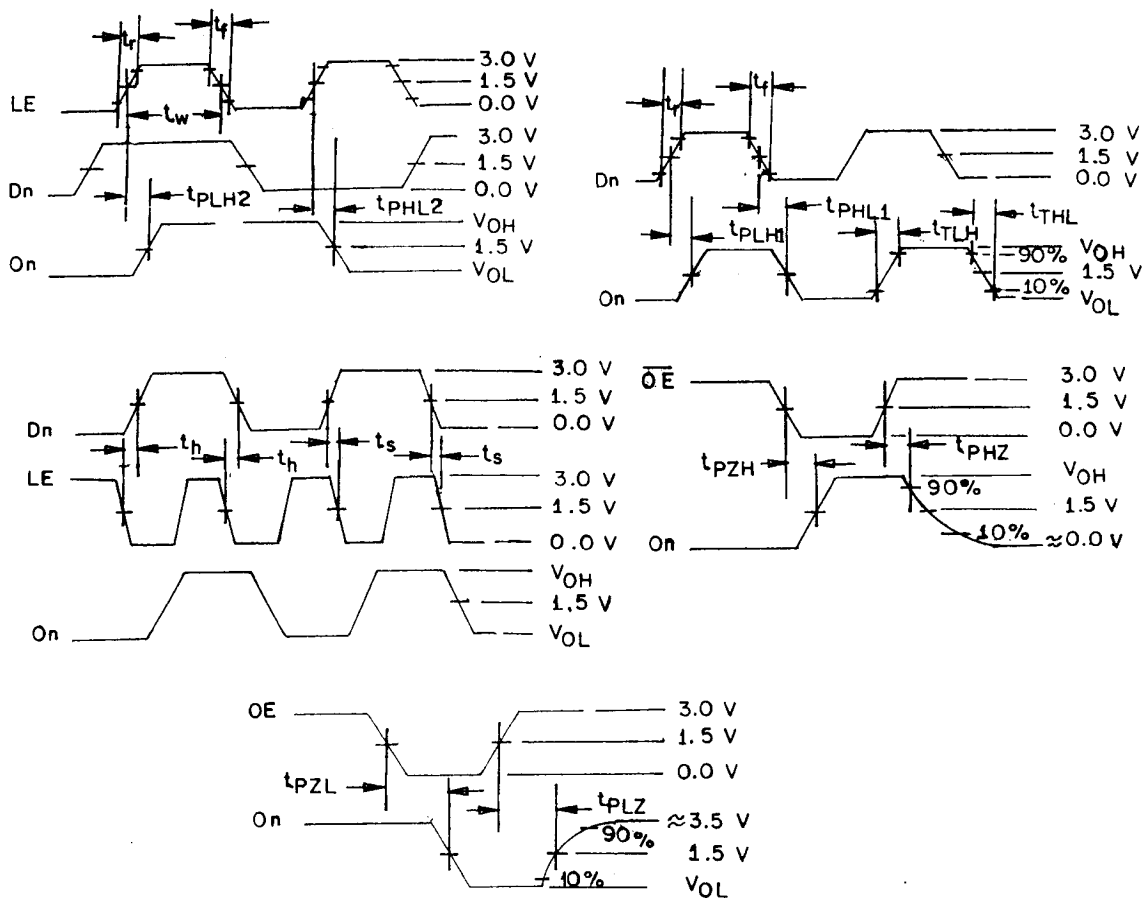 tr
tf
3.0 V
1.5 V
0.0 V
LE
tw
3.0 V
1.5 V
0.0 V
Dn
tPLH2
tPHL2
VOH
1.5 V
VOL
On
tr
tf
3.0 V
1.5 V
0.0 V
Dn
tPLH1
tPHL1
tTLH
tTHL
VOH
90%
1.5 V
10%
VOL
On
3.0 V
1.5 V
0.0 V
Dn
th
th
ts
ts
LE
3.0 V
1.5 V
0.0 V
VOH
1.5 V
VOL
On
O̅E̅
3.0 V
1.5 V
0.0 V
tPZH
tPHZ
VOH
90%
1.5 V
10%
≈0.0 V
On
OE
3.0 V
1.5 V
0.0 V
tPZL
tPLZ
On
≈3.5 V
90%
1.5 V
10%
VOL